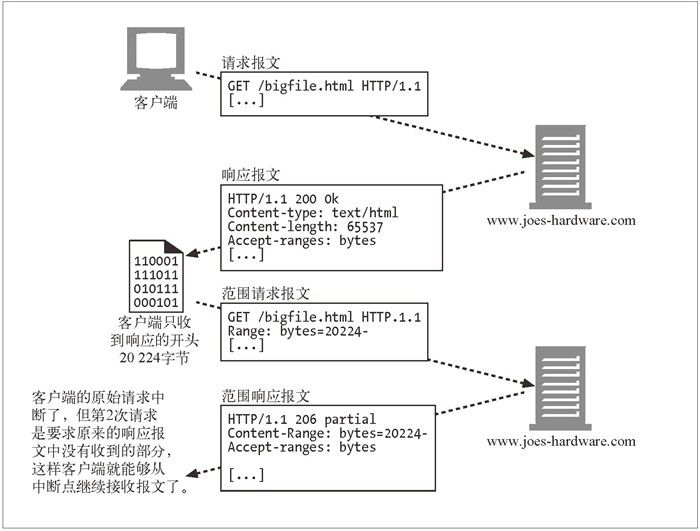 请求报文
GET /bigfile.html HTTP/1.1
[...]
客户端
响应报文
HTTP/1.1 200 Ok
Content-type: text/html
Content-length: 65537
Accept-ranges: bytes
[...]
www.joes-hardware.com
110001
111011
010111
000101
客户端只收
到响应的开头
20 224字节
范围请求报文
GET /bigfile.html HTTP.1.1
Range: bytes=20224-
[...]
客户端的原始请求中
断了，但第2次请求
是要求原来的响应报
文中没有收到的部分，
这样客户端就能够从
中断点继续接收报文了。
范围响应报文
HTTP/1.1 206 partial
Content-Range: bytes=20224-
Accept-ranges: bytes
[...]
www.joes-hardware.com